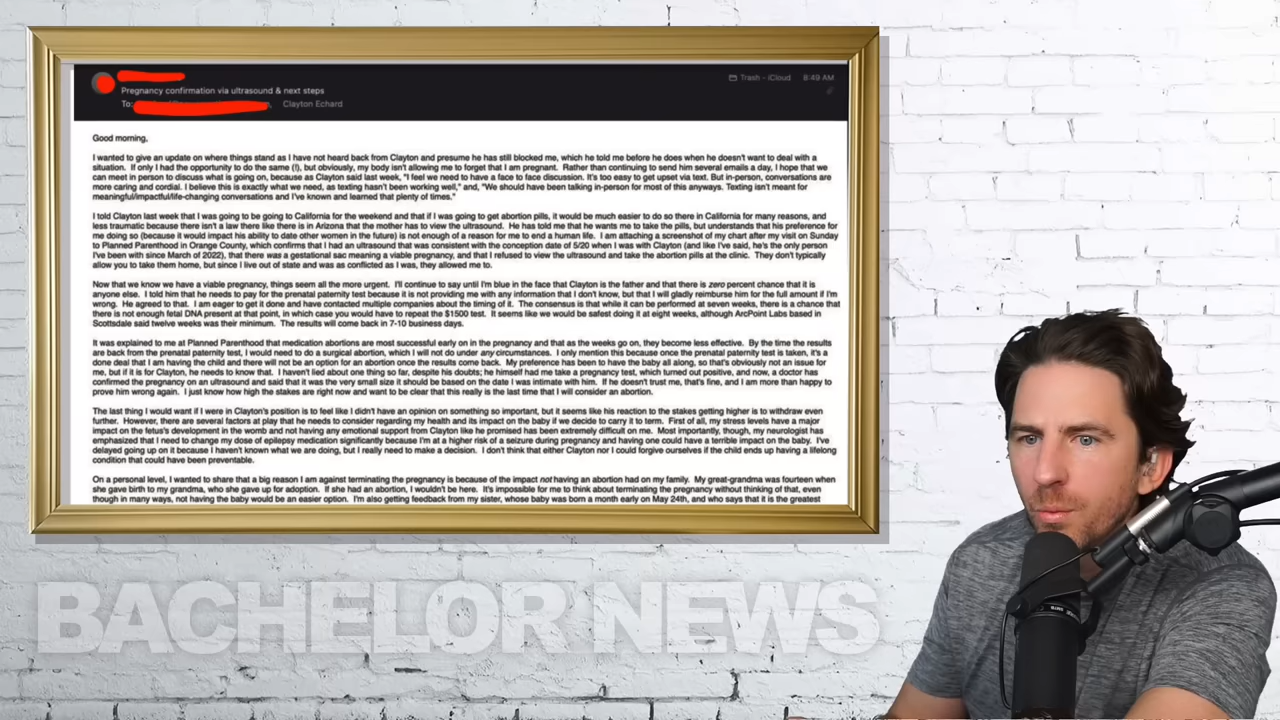 Pregnancy confirmation via ultrasound & next steps
Trash - iCloud 8:49 AM
To: Clayton Echard
Good morning,
I wanted to give an update on where things stand as I have not heard back from Clayton and presume he has still blocked me, which he told me before he does when he doesn't want to deal with a
situation. If only I had the opportunity to do the same (!), but obviously, my body isn't allowing me to forget that I am pregnant. Rather than continuing to send him several emails a day, I hope that we
can meet in person to discuss what is going on, because as Clayton said last week, "I feel we need to have a face to face discussion. It's too easy to get upset via text. But in-person, conversations are
more caring and cordial. I believe this is exactly what we need, as texting hasn't been working well," and, "We should have been talking in-person for most of this anyways. Texting isn't meant for
meaningful/impactful/life-changing conversations and I've known and learned that plenty of times."
I told Clayton last week that I was going to be going to California for the weekend and that if I was going to get abortion pills, it would be much easier to do so there in California for many reasons, and
less traumatic because there isn't a law there like there is in Arizona that the mother has to view the ultrasound. He has told me that he wants me to take the pills, but understands that his preference for
me doing so (because it would impact his ability to date other women in the future) is not enough of a reason for me to end a human life. I am attaching a screenshot of my chart after my visit on Sunday
to Planned Parenthood in Orange County, which confirms that I had an ultrasound that was consistent with the conception date of 5/20 when I was with Clayton (and like I've said, he's the only person
I've been with since March of 2022), that there was a gestational sac meaning a viable pregnancy, and that I refused to view the ultrasound and take the abortion pills at the clinic. They don't typically
allow you to take them home, but since I live out of state and was as conflicted as I was, they allowed me to.
Now that we know we have a viable pregnancy, things seem all the more urgent. I'll continue to say until I'm blue in the face that Clayton is the father and that there is zero percent chance that it is
anyone else. I told him that he needs to pay for the prenatal paternity test because it is not providing me with any information that I don't know, but that I will gladly reimburse him for the full amount if I'm
wrong. He agreed to that. I am eager to get it done and have contacted multiple companies about the timing of it. The consensus is that while it can be performed at seven weeks, there is a chance
that there is not enough fetal DNA present at that point, in which case you would have to repeat the $1500 test. It seems like we would be safest doing it at eight weeks, although ArcPoint Labs based in
Scottsdale said twelve weeks was their minimum. The results will come back in 7-10 business days.
It was explained to me at Planned Parenthood that medication abortions are most successful early on in the pregnancy and that as the weeks go on, they become less effective. By the time the results
are back from the prenatal paternity test, I would need to do a surgical abortion, which I will not do under any circumstances. I only mention this because once the prenatal paternity test is taken, it's a
done deal that I am having the child and there will not be an option for an abortion once the results come back. My preference has been to have the baby all along, so that's obviously not an issue for
me, but if it is for Clayton, he needs to know that. I haven't lied about one thing so far, despite his doubts; he himself had me take a pregnancy test, which turned out positive, and now, a doctor has
confirmed the pregnancy on an ultrasound and said that it was the very small size it should be based on the date I was intimate with him. If he doesn't trust me, that's fine, and I am more than happy to
prove him wrong again. I just know how high the stakes are right now and want to be clear that this really is the last time that I will consider an abortion.
The last thing I would want if I were in Clayton's position is to feel like I didn't have an opinion on something so important, but it seems like his reaction to the stakes getting higher is to withdraw even
further. However, there are several factors at play that he needs to consider regarding my health and its impact on the baby if we decide to carry it to term. First of all, my stress levels have a major
impact on the fetus's development in the womb and not having any emotional support from Clayton like he promised has been extremely difficult on me. Most importantly, though, my neurologist has
emphasized that I need to change my dose of epilepsy medication significantly because I'm at a higher risk of a seizure during pregnancy and having one could have a terrible impact on the baby. I've
delayed going up on it because I haven't known what we are doing, but I really need to make a decision. I don't think that either Clayton nor I could forgive ourselves if the child ends up having a lifelong
condition that could have been preventable.
On a personal level, I wanted to share that a big reason I am against terminating the pregnancy is because of the impact not having an abortion had on my family. My great-grandma was fourteen when
she gave birth to my grandma, who she gave up for adoption. If she had an abortion, I wouldn't be here. It's impossible for me to think about terminating the pregnancy without thinking of that, even
though in many ways, not having the baby would be an easier option. I'm also getting feedback from my sister, whose baby was born a month early on May 24th, and who says that it is the greatest
BACHELOR NEWS